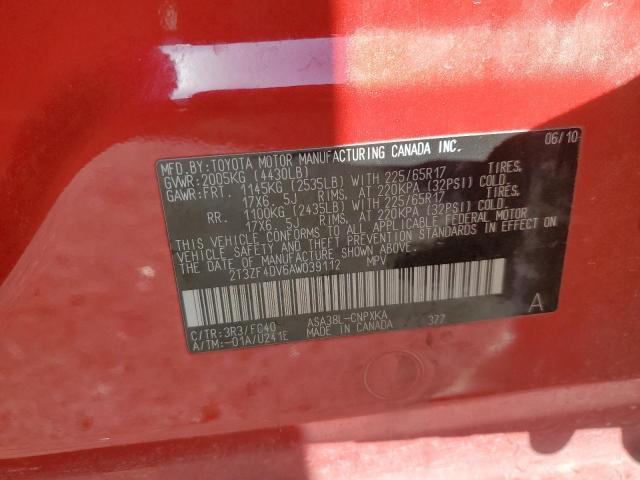 MFD.BY:TOYOTA MOTOR MANUFACTURING CANADA INC. 06/10
GVWR:2005KG (4430LB)
GAWR:FRT. 1145KG (2535LB) WITH 225/65R17 TIRES,
17X6. 5J RIMS, AT 220KPA (32PSI) COLD.
RR. 1100KG (2435LB) WITH 225/65R17 TIRES,
17X6. 5J RIMS, AT 220KPA (32PSI) COLD.
THIS VEHICLE CONFORMS TO ALL APPLICABLE FEDERAL MOTOR
VEHICLE SAFETY AND THEFT PREVENTION STANDARDS IN EFFECT ON
THE DATE OF MANUFACTURE SHOWN ABOVE.
2T3ZF4DV6AW039112 MPV
A
C/TR:3R3/FC40 ASA38L-CNPXKA 377
A/TM:-01A/U241E MADE IN CANADA